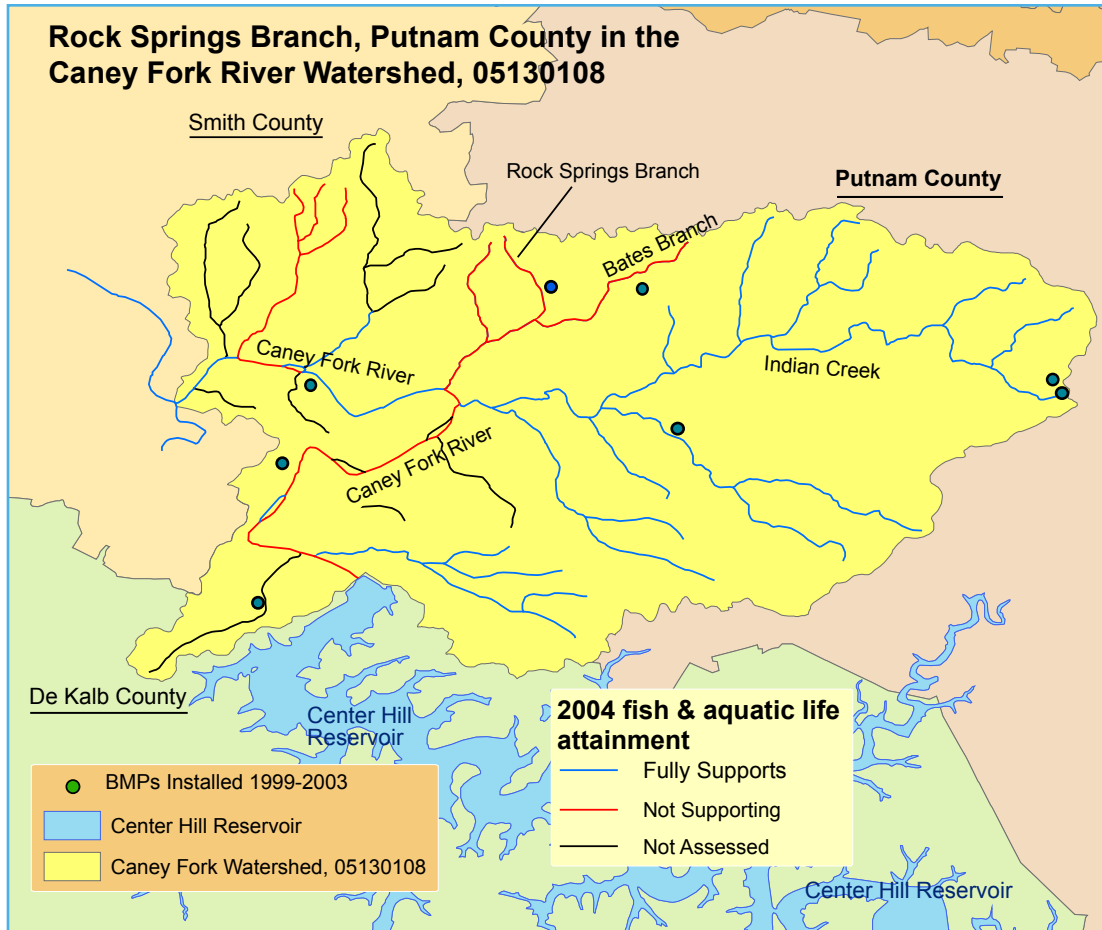 Rock Springs Branch, Putnam County in the
Caney Fork River Watershed, 05130108
Smith County
Rock Springs Branch
Putnam County
Bates Branch
Caney Fork River
Indian Creek
Caney Fork River
De Kalb County
Center Hill
Reservoir
2004 fish & aquatic life
attainment
Fully Supports
Not Supporting
Not Assessed
BMPs Installed 1999-2003
Center Hill Reservoir
Caney Fork Watershed, 05130108
Center Hill Reservoir